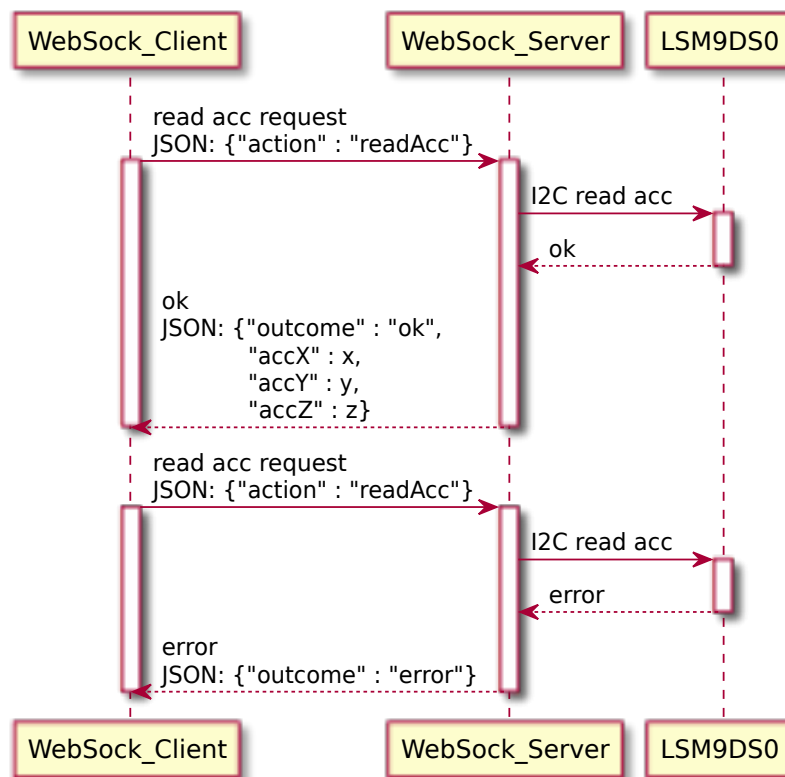 WebSock_Client
WebSock_Server
LSM9DS0
read acc request
JSON: {"action" : "readAcc"}
I2C read acc
ok
ok
JSON: {"outcome" : "ok",
"accX" : x,
"accY" : y,
"accZ" : z}
read acc request
JSON: {"action" : "readAcc"}
I2C read acc
error
error
JSON: {"outcome" : "error"}
WebSock_Client
WebSock_Server
LSM9DS0